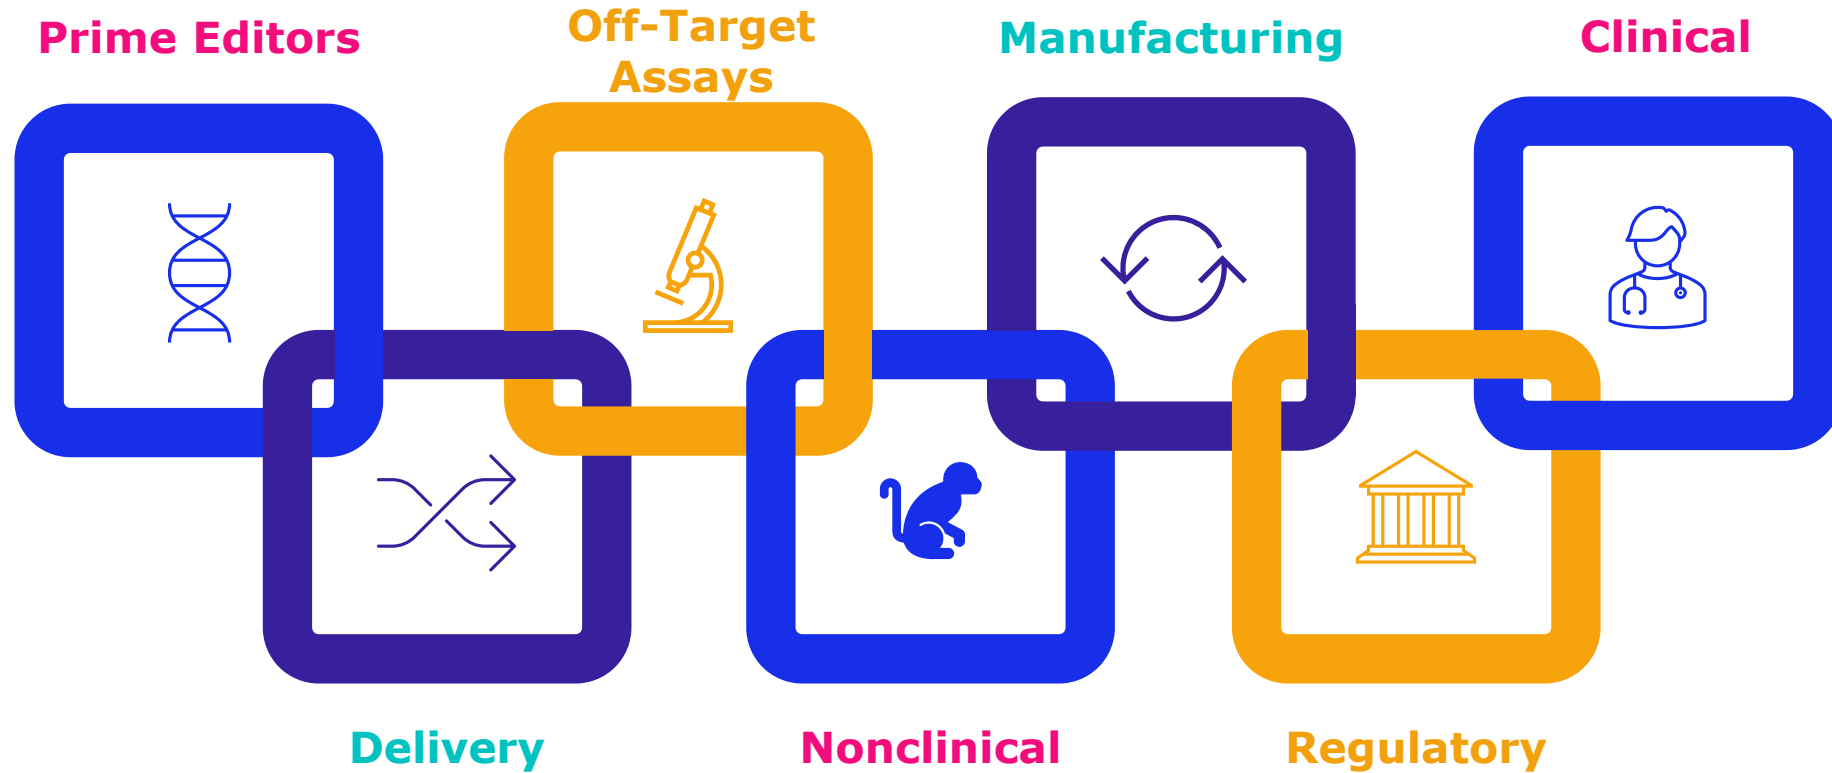 Prime Editors
Off-Target
Assays
Manufacturing
Clinical
Delivery
Nonclinical
Regulatory